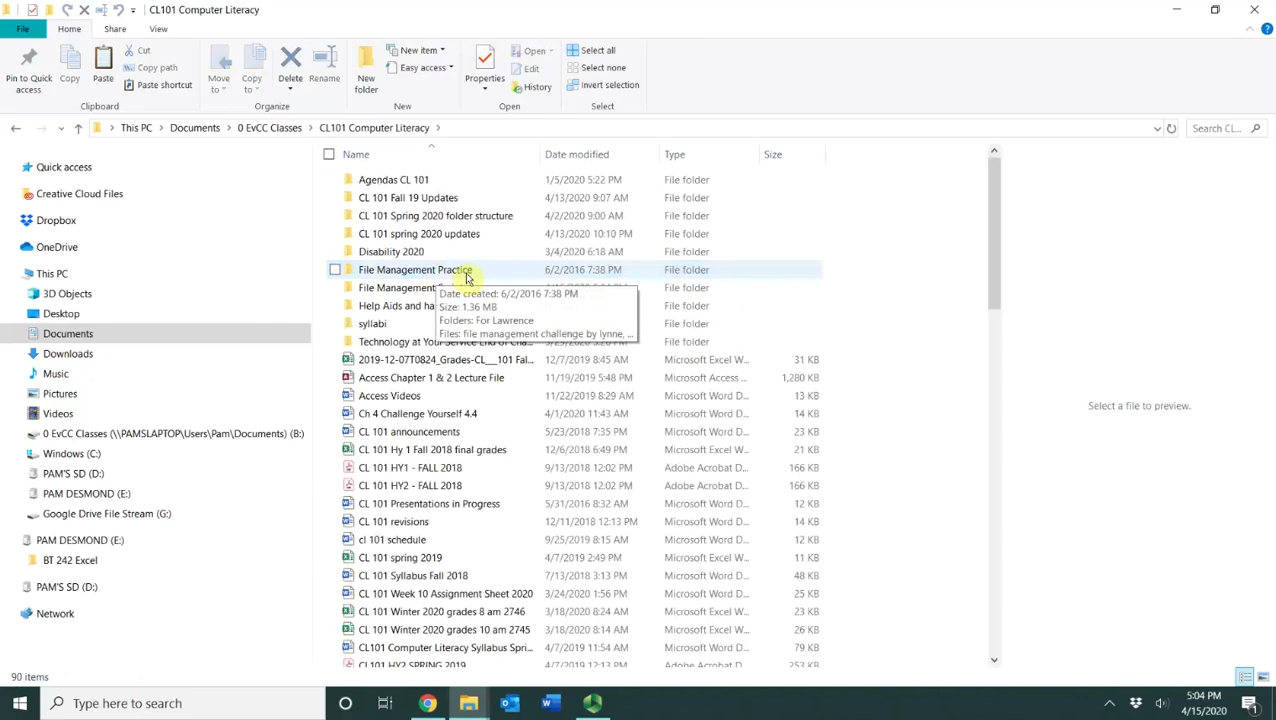 CL101 Computer Literacy
File Home Share View
Pin to Quick access
Copy
Paste
Cut
Copy path
Paste shortcut
Clipboard
Move to
Copy to
Delete
Rename
Organize
New folder
New item
Easy access
New
Properties
Open
Edit
History
Open
Select all
Select none
Invert selection
Select
This PC > Documents > 0 EvCC Classes > CL101 Computer Literacy >
Search CL...
Quick access
Creative Cloud Files
Dropbox
OneDrive
This PC
3D Objects
Desktop
Documents
Downloads
Music
Pictures
Videos
0 EvCC Classes (\\PAMSLAPTOP\Users\Pam\Documents) (B:)
Windows (C:)
PAM'S SD (D:)
PAM DESMOND (E:)
Google Drive File Stream (G:)
PAM DESMOND (E:)
BT 242 Excel
PAM'S SD (D:)
Network
Name Date modified Type Size
Agendas CL 101 1/5/2020 5:22 PM File folder
CL 101 Fall 19 Updates 4/13/2020 9:07 AM File folder
CL 101 Spring 2020 folder structure 4/2/2020 9:00 AM File folder
CL 101 spring 2020 updates 4/13/2020 10:10 PM File folder
Disability 2020 3/4/2020 6:18 AM File folder
File Management Practice 6/2/2016 7:38 PM File folder
File Management File folder
Help Aids and ha File folder
syllabi File folder
Technology at Your Service End of Cha... File folder
Date created: 6/2/2016 7:38 PM
Size: 1.36 MB
Folders: For Lawrence
Files: file management challenge by lynne, ...
2019-12-07T0824_Grades-CL___101 Fal... 12/7/2019 8:45 AM Microsoft Excel W... 31 KB
Access Chapter 1 & 2 Lecture File 11/19/2019 5:48 PM Microsoft Access ... 1,280 KB
Access Videos 11/22/2019 8:29 AM Microsoft Word D... 13 KB
Ch 4 Challenge Yourself 4.4 4/1/2020 11:43 AM Microsoft Word D... 14 KB
CL 101 announcements 5/23/2018 7:35 PM Microsoft Word D... 23 KB
CL 101 Hy 1 Fall 2018 final grades 12/6/2018 6:49 PM Microsoft Excel W... 21 KB
CL 101 HY1 - FALL 2018 9/13/2018 12:02 PM Adobe Acrobat D... 166 KB
CL 101 HY2 - FALL 2018 9/13/2018 12:02 PM Adobe Acrobat D... 166 KB
CL 101 Presentations in Progress 5/31/2016 8:32 AM Microsoft Word D... 12 KB
CL 101 revisions 12/11/2018 12:13 PM Microsoft Word D... 14 KB
cl 101 schedule 9/25/2019 8:15 AM Microsoft Word D... 12 KB
CL 101 spring 2019 4/7/2019 2:49 PM Microsoft Excel W... 11 KB
CL 101 Syllabus Fall 2018 7/13/2018 3:13 PM Microsoft Word D... 48 KB
CL 101 Week 10 Assignment Sheet 2020 3/24/2020 1:56 PM Microsoft Word D... 25 KB
CL 101 Winter 2020 grades 8 am 2746 3/18/2020 8:24 AM Microsoft Excel W... 23 KB
CL 101 Winter 2020 grades 10 am 2745 3/18/2020 8:14 AM Microsoft Excel W... 26 KB
CL101 Computer Literacy Syllabus Spri... 4/7/2019 11:54 AM Microsoft Word D... 79 KB
CL101 HY2 SPRING 2019 4/7/2019 12:13 PM Adobe Acrobat D... 253 KB
Select a file to preview.
90 items
Type here to search
5:04 PM
4/15/2020
1